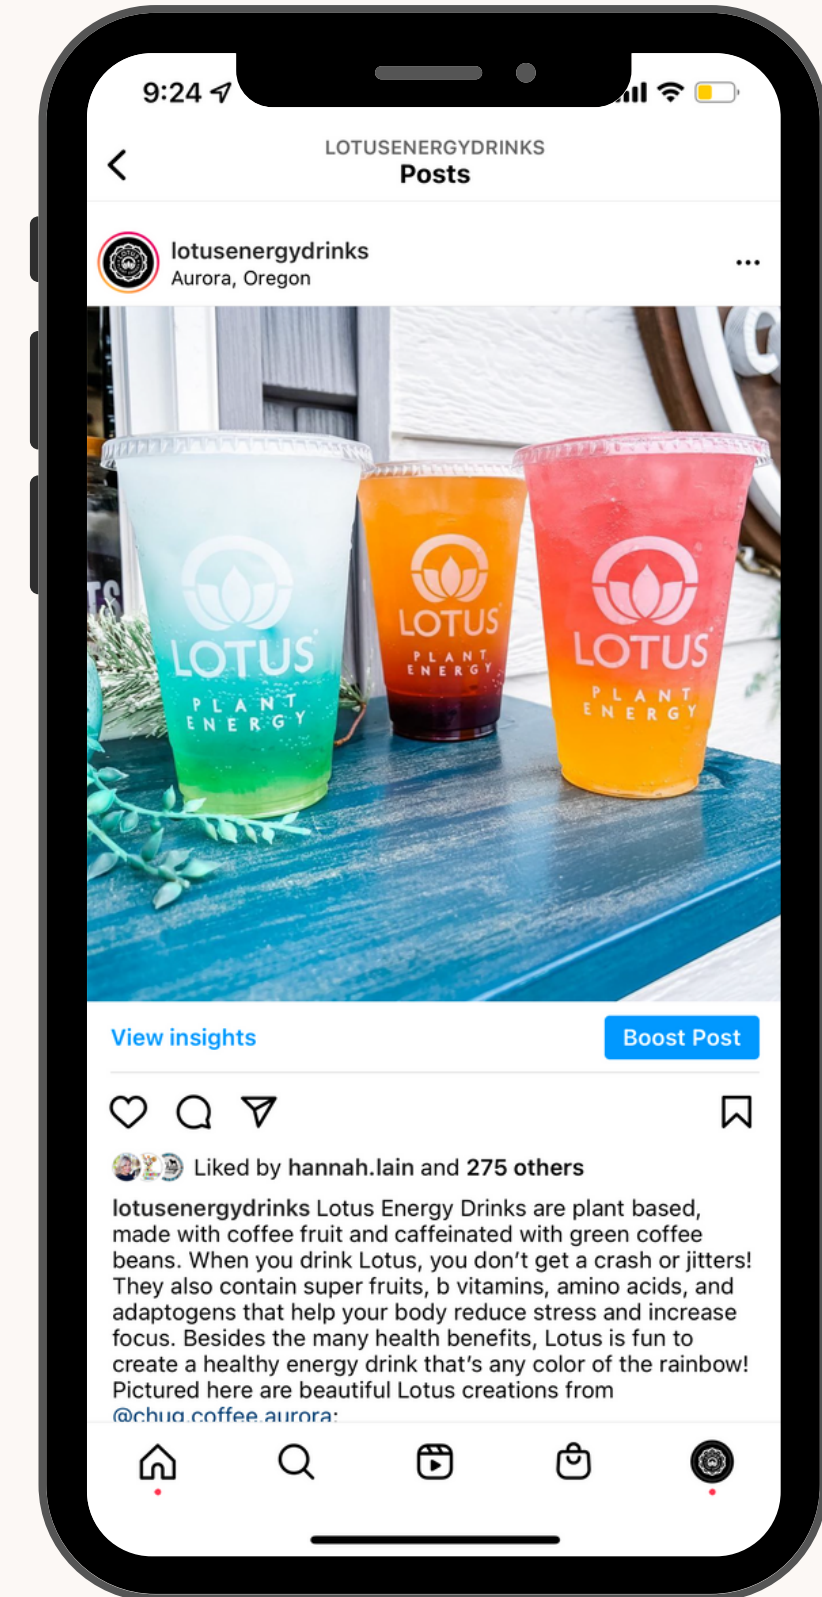 9:24
LOTUSENERGYDRINKS
Posts
lotusenergydrinks
Aurora, Oregon
LOTUS
PLANT
ENERGY
LOTUS
PLANT
ENERGY
LOTUS
PLANT
ENERGY
TS
View insights
Boost Post
Liked by hannah.lain and 275 others
lotusenergydrinks Lotus Energy Drinks are plant based,
made with coffee fruit and caffeinated with green coffee
beans. When you drink Lotus, you don’t get a crash or jitters!
They also contain super fruits, b vitamins, amino acids, and
adaptogens that help your body reduce stress and increase
focus. Besides the many health benefits, Lotus is fun to
create a healthy energy drink that’s any color of the rainbow!
Pictured here are beautiful Lotus creations from
@chug.coffee.aurora: